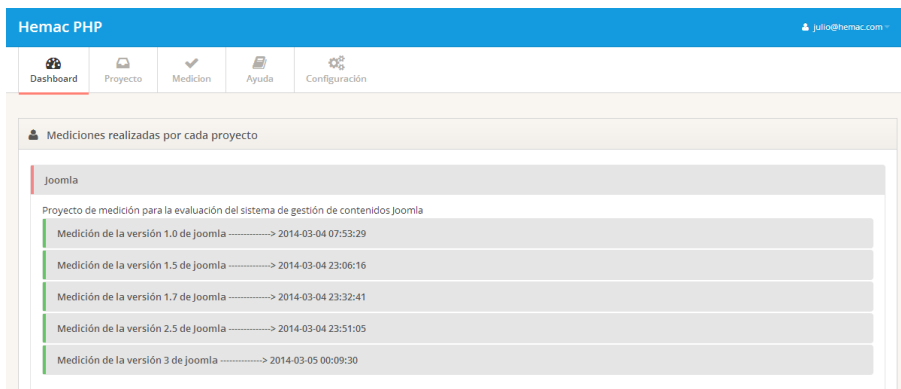 Hemac PHP
julio@hemac.com
Dashboard
Proyecto
Medicion
Ayuda
Configuración
Mediciones realizadas por cada proyecto
Joomla
Proyecto de medición para la evaluación del sistema de gestión de contenidos Joomla
Medición de la versión 1.0 de joomla --------------> 2014-03-04 07:53:29
Medición de la versión 1.5 de joomla --------------> 2014-03-04 23:06:16
Medición de la versión 1.7 de Joomla --------------> 2014-03-04 23:32:41
Medición de la versión 2.5 de Joomla --------------> 2014-03-04 23:51:05
Medición de la versión 3 de joomla --------------> 2014-03-05 00:09:30